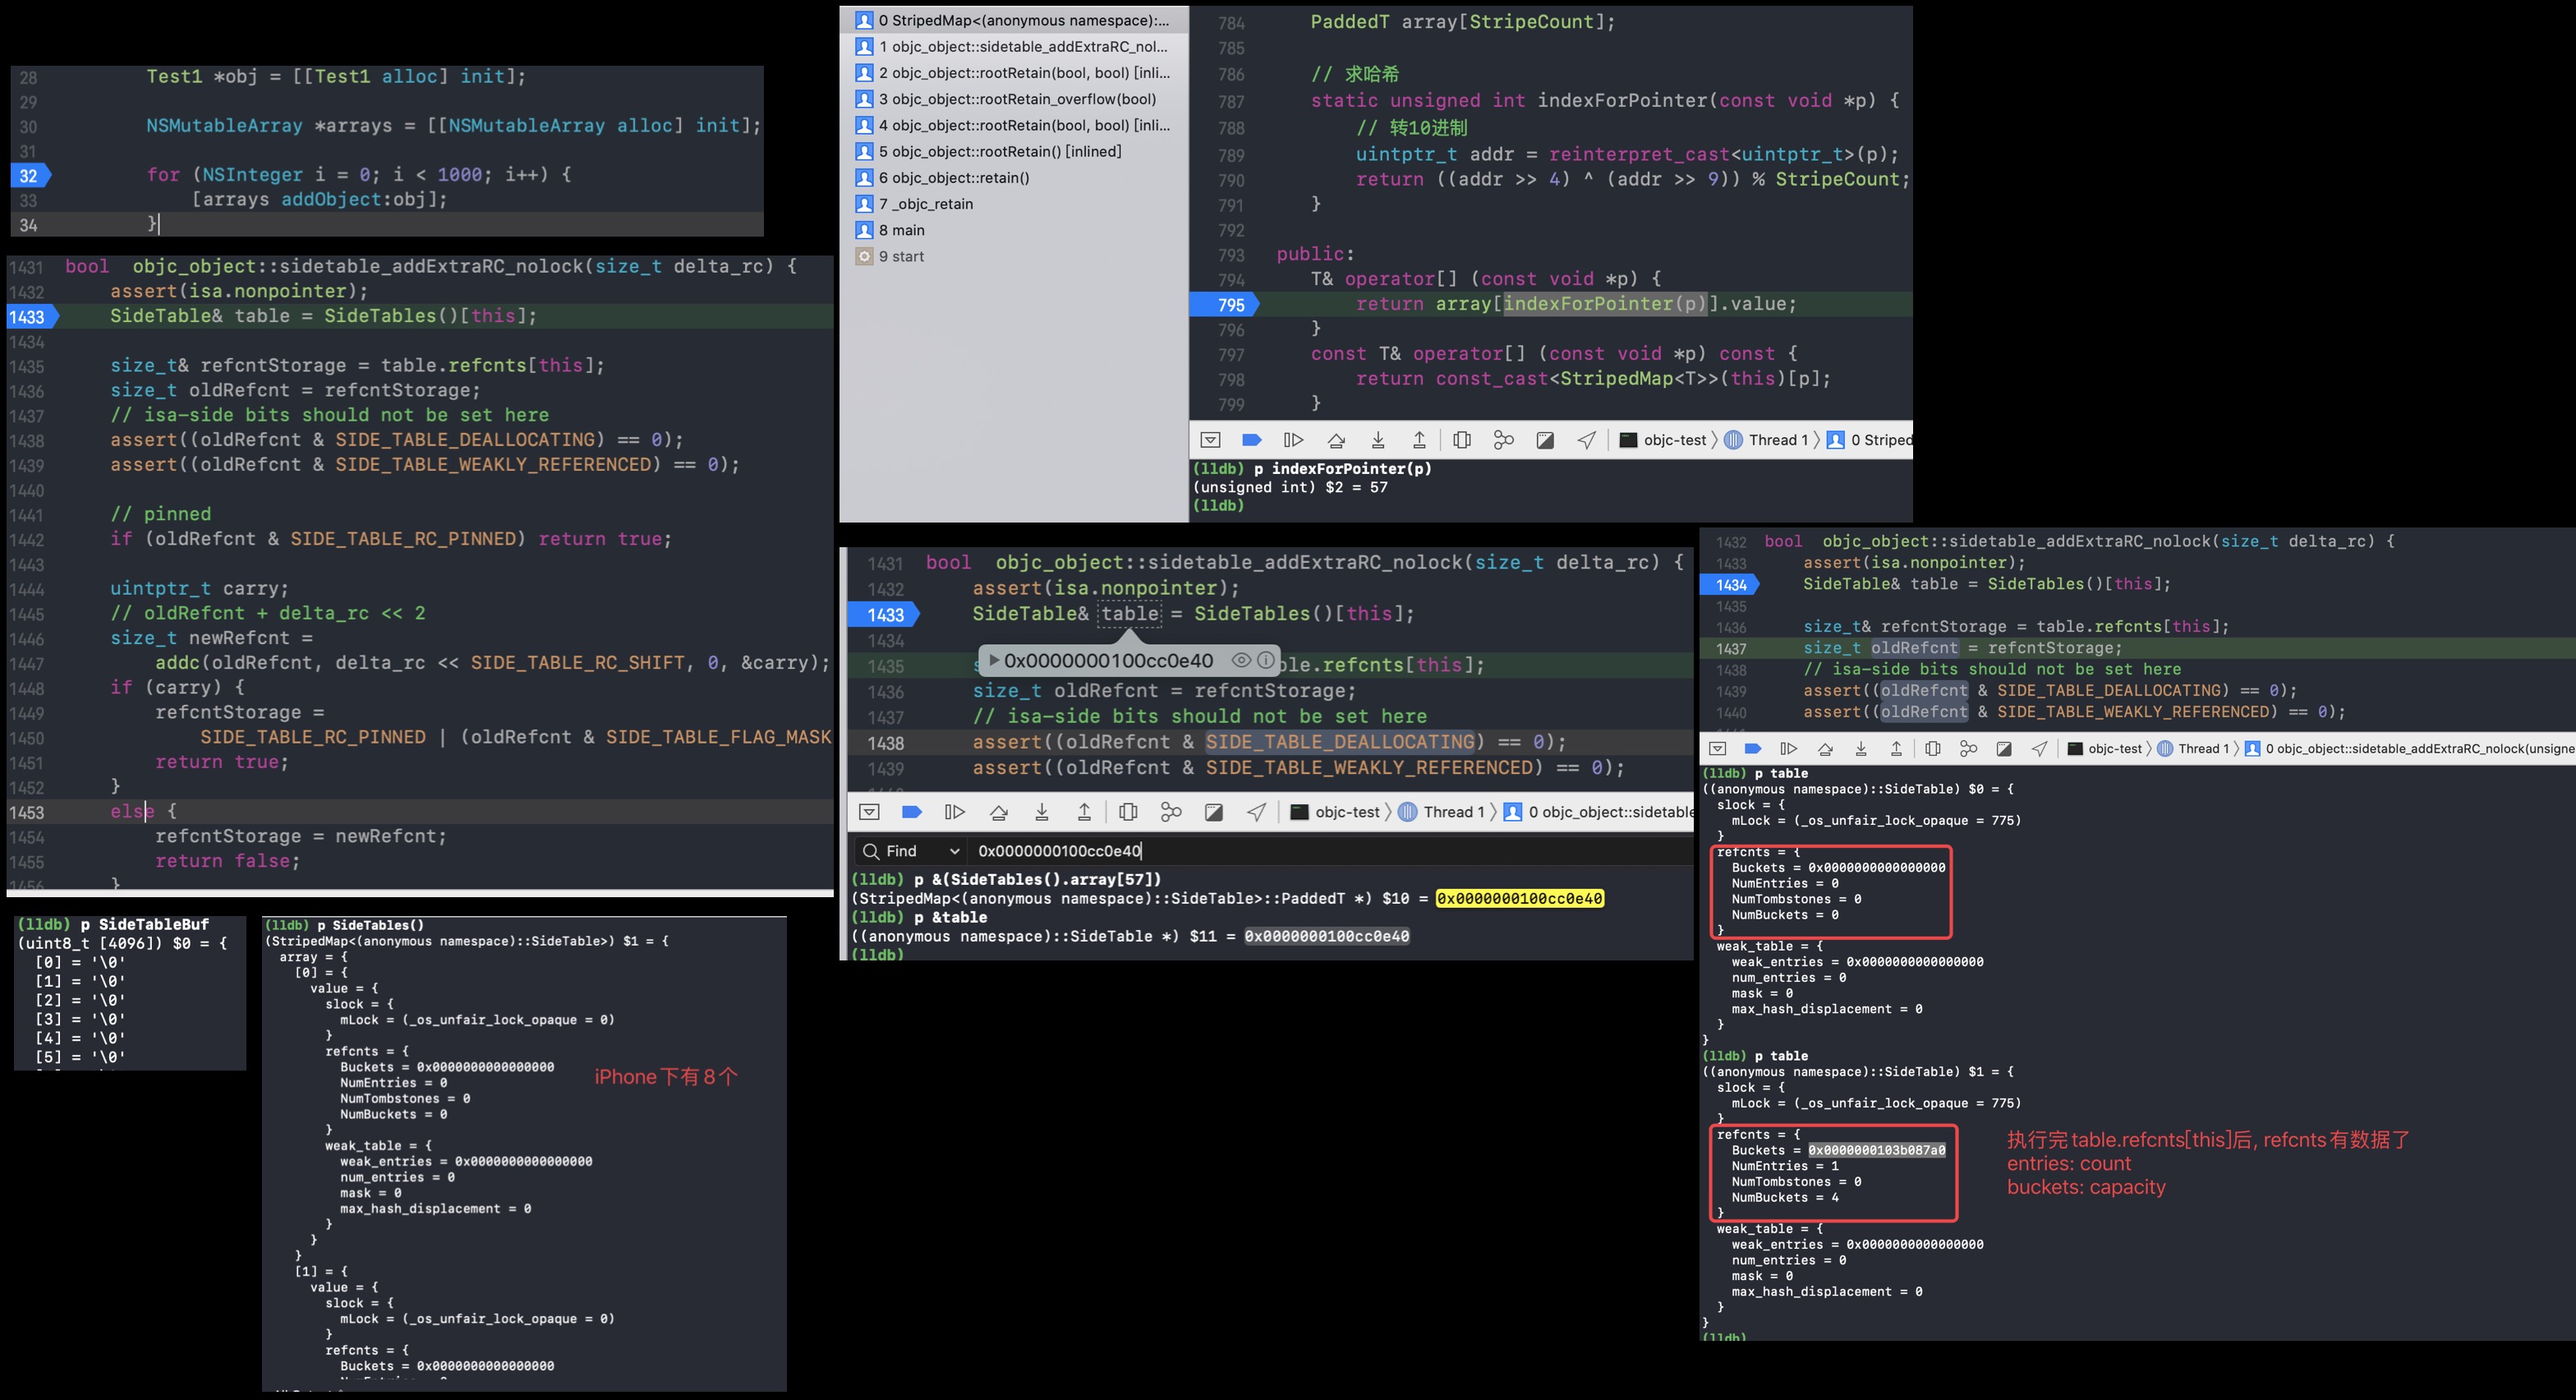 28 Test1 *obj = [[Test1 alloc] init];
29
30 NSMutableArray *arrays = [[NSMutableArray alloc] init];
31
32 for (NSInteger i = 0; i < 1000; i++) {
33 [arrays addObject:obj];
34 }
1431 bool objc_object::sidetable_addExtraRC_nolock(size_t delta_rc) {
1432 assert(isa.nonpointer);
1433 SideTable& table = SideTables()[this];
1434
1435 size_t& refcntStorage = table.refcnts[this];
1436 size_t oldRefcnt = refcntStorage;
1437 // isa-side bits should not be set here
1438 assert((oldRefcnt & SIDE_TABLE_DEALLOCATING) == 0);
1439 assert((oldRefcnt & SIDE_TABLE_WEAKLY_REFERENCED) == 0);
1440
1441 // pinned
1442 if (oldRefcnt & SIDE_TABLE_RC_PINNED) return true;
1443
1444 uintptr_t carry;
1445 // oldRefcnt + delta_rc << 2
1446 size_t newRefcnt =
1447 addc(oldRefcnt, delta_rc << SIDE_TABLE_RC_SHIFT, 0, &carry);
1448 if (carry) {
1449 refcntStorage =
1450 SIDE_TABLE_RC_PINNED | (oldRefcnt & SIDE_TABLE_FLAG_MASK
1451 return true;
1452 }
1453 else {
1454 refcntStorage = newRefcnt;
1455 return false;
1456 }
(lldb) p SideTableBuf
(uint8_t [4096]) $0 = {
[0] = '\0'
[1] = '\0'
[2] = '\0'
[3] = '\0'
[4] = '\0'
[5] = '\0'
(lldb) p SideTables()
(StripedMap<(anonymous namespace)::SideTable>) $1 = {
array = {
[0] = {
value = {
slock = {
mLock = (_os_unfair_lock_opaque = 0)
}
refcnts = {
Buckets = 0x0000000000000000
NumEntries = 0
NumTombstones = 0
NumBuckets = 0
}
weak_table = {
weak_entries = 0x0000000000000000
num_entries = 0
mask = 0
max_hash_displacement = 0
}
}
}
[1] = {
value = {
slock = {
mLock = (_os_unfair_lock_opaque = 0)
}
refcnts = {
Buckets = 0x0000000000000000
iPhone下有8个
0 StripedMap<(anonymous namespace):...
1 objc_object::sidetable_addExtraRC_nol...
2 objc_object::rootRetain(bool, bool) [inli...
3 objc_object::rootRetain_overflow(bool)
4 objc_object::rootRetain(bool, bool) [inli...
5 objc_object::rootRetain() [inlined]
6 objc_object::retain()
7 _objc_retain
8 main
9 start
784 PaddedT array[StripeCount];
785
786 // 求哈希
787 static unsigned int indexForPointer(const void *p) {
788 // 转10进制
789 uintptr_t addr = reinterpret_cast<uintptr_t>(p);
790 return ((addr >> 4) ^ (addr >> 9)) % StripeCount;
791 }
792
793 public:
794 T& operator[] (const void *p) {
795 return array[indexForPointer(p)].value;
796 }
797 const T& operator[] (const void *p) const {
798 return const_cast<StripedMap<T>>(this)[p];
799 }
objc-test Thread 1 0 Striped
(lldb) p indexForPointer(p)
(unsigned int) $2 = 57
(lldb)
1431 bool objc_object::sidetable_addExtraRC_nolock(size_t delta_rc) {
1432 assert(isa.nonpointer);
1433 SideTable& table = SideTables()[this];
1434
0x0000000100cc0e40
1435 s ble.refcnts[this];
1436 size_t oldRefcnt = refcntStorage;
1437 // isa-side bits should not be set here
1438 assert((oldRefcnt & SIDE_TABLE_DEALLOCATING) == 0);
1439 assert((oldRefcnt & SIDE_TABLE_WEAKLY_REFERENCED) == 0);
objc-test Thread 1 0 objc_object::sidetable
Find 0x0000000100cc0e40
(lldb) p &(SideTables().array[57])
(StripedMap<(anonymous namespace)::SideTable>::PaddedT *) $10 = 0x0000000100cc0e40
(lldb) p &table
((anonymous namespace)::SideTable *) $11 = 0x0000000100cc0e40
(lldb)
1432 bool objc_object::sidetable_addExtraRC_nolock(size_t delta_rc) {
1433 assert(isa.nonpointer);
1434 SideTable& table = SideTables()[this];
1435
1436 size_t& refcntStorage = table.refcnts[this];
1437 size_t oldRefcnt = refcntStorage;
1438 // isa-side bits should not be set here
1439 assert((oldRefcnt & SIDE_TABLE_DEALLOCATING) == 0);
1440 assert((oldRefcnt & SIDE_TABLE_WEAKLY_REFERENCED) == 0);
objc-test Thread 1 0 objc_object::sidetable_addExtraRC_nolock(unsigne
(lldb) p table
((anonymous namespace)::SideTable) $0 = {
slock = {
mLock = (_os_unfair_lock_opaque = 775)
}
refcnts = {
Buckets = 0x0000000000000000
NumEntries = 0
NumTombstones = 0
NumBuckets = 0
}
weak_table = {
weak_entries = 0x0000000000000000
num_entries = 0
mask = 0
max_hash_displacement = 0
}
}
(lldb) p table
((anonymous namespace)::SideTable) $1 = {
slock = {
mLock = (_os_unfair_lock_opaque = 775)
}
refcnts = {
Buckets = 0x0000000103b087a0
NumEntries = 1
NumTombstones = 0
NumBuckets = 4
}
weak_table = {
weak_entries = 0x0000000000000000
num_entries = 0
mask = 0
max_hash_displacement = 0
}
}
(lldb)
执行完table.refcnts[this]后, refcnts有数据了
entries: count
buckets: capacity